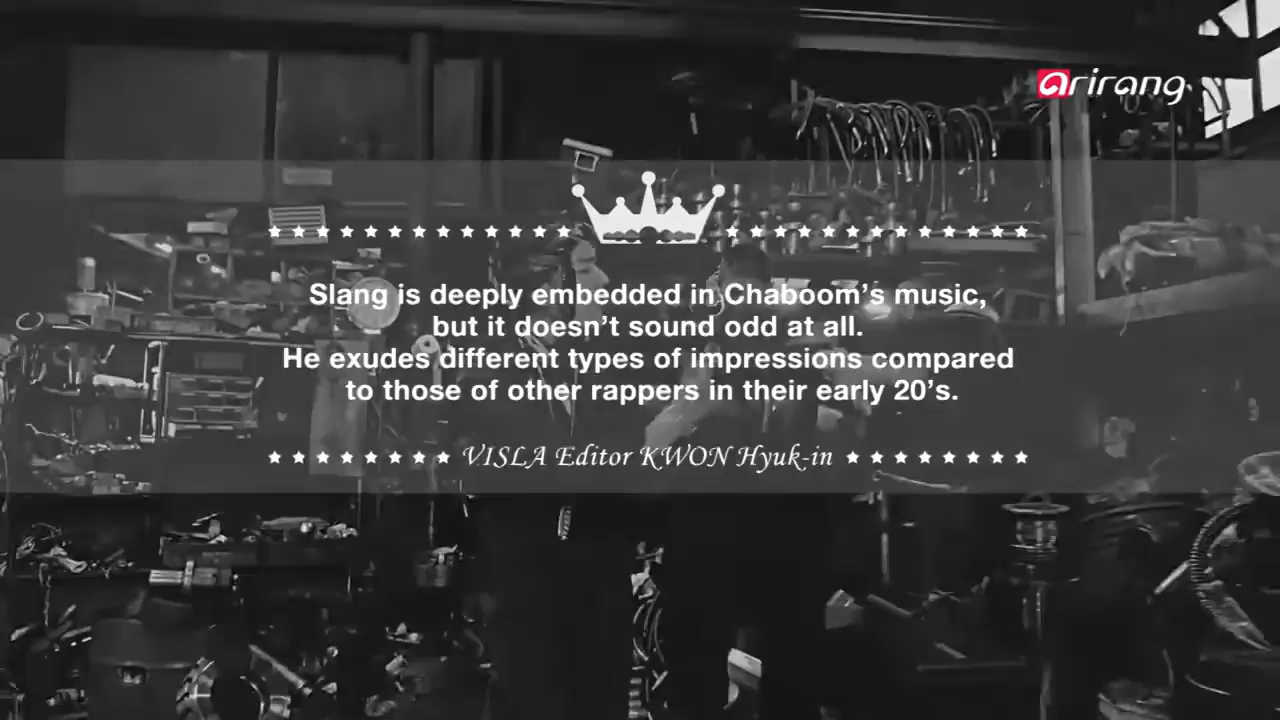 arirang
Slang is deeply embedded in Chaboom's music,
but it doesn't sound odd at all.
He exudes different types of impressions compared
to those of other rappers in their early 20's.
VISLA Editor KWON Hyuk-in